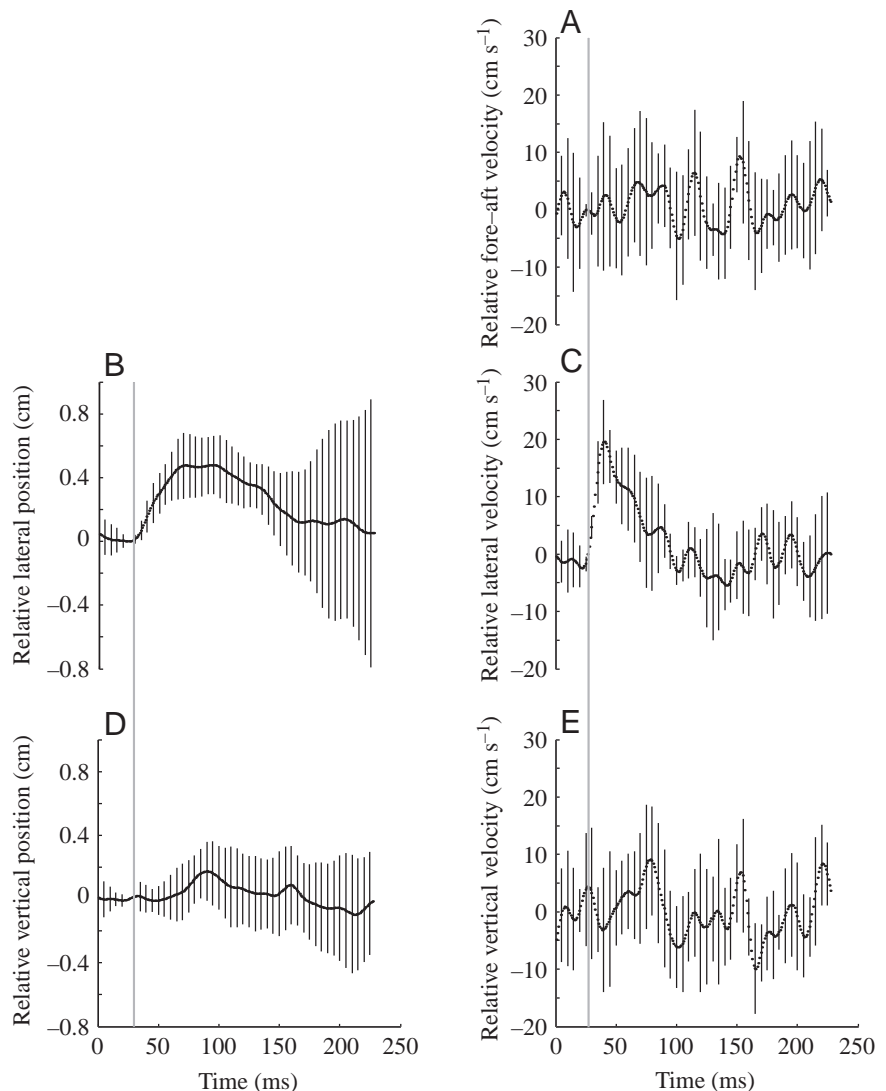 A
Relative fore–aft velocity (cm s–1)
30
20
10
0
–10
–20
B
Relative lateral position (cm)
0.8
0.4
0
–0.4
–0.8
C
Relative lateral velocity (cm s–1)
30
20
10
0
–10
–20
D
Relative vertical position (cm)
0.8
0.4
0
–0.4
–0.8
0 50 100 150 200 250
Time (ms)
E
Relative vertical velocity (cm s–1)
30
20
10
0
–10
–20
0 50 100 150 200 250
Time (ms)